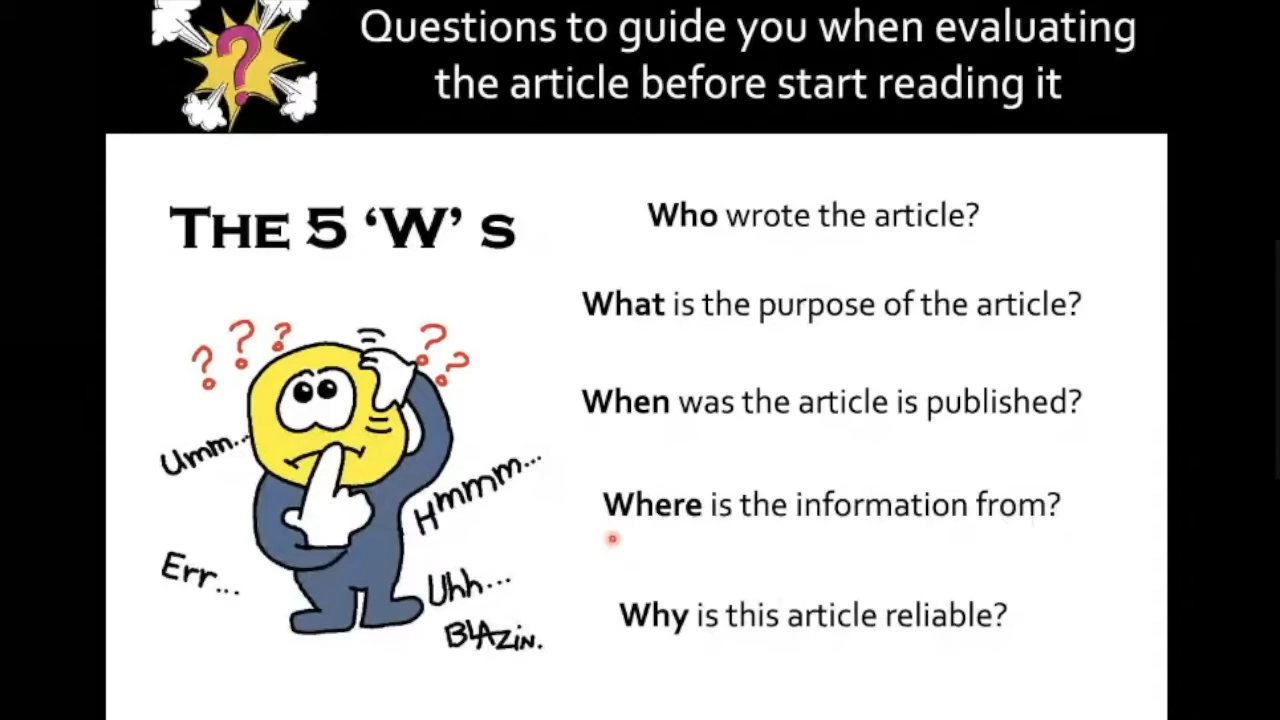 Questions to guide you when evaluating
the article before start reading it
THE 5 ‘W’ s
Who wrote the article?
What is the purpose of the article?
When was the article is published?
Where is the information from?
Why is this article reliable?
? ? ? ? ?
Umm...
Hmmmm...
Err...
Uhh...
BLAZiN.